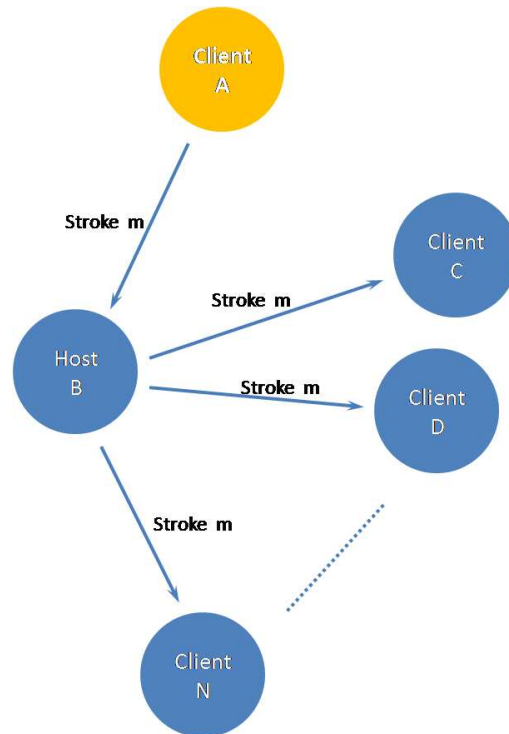 Client
A
Stroke m
Client
C
Stroke m
Host
B
Stroke m
Client
D
Stroke m
Client
N